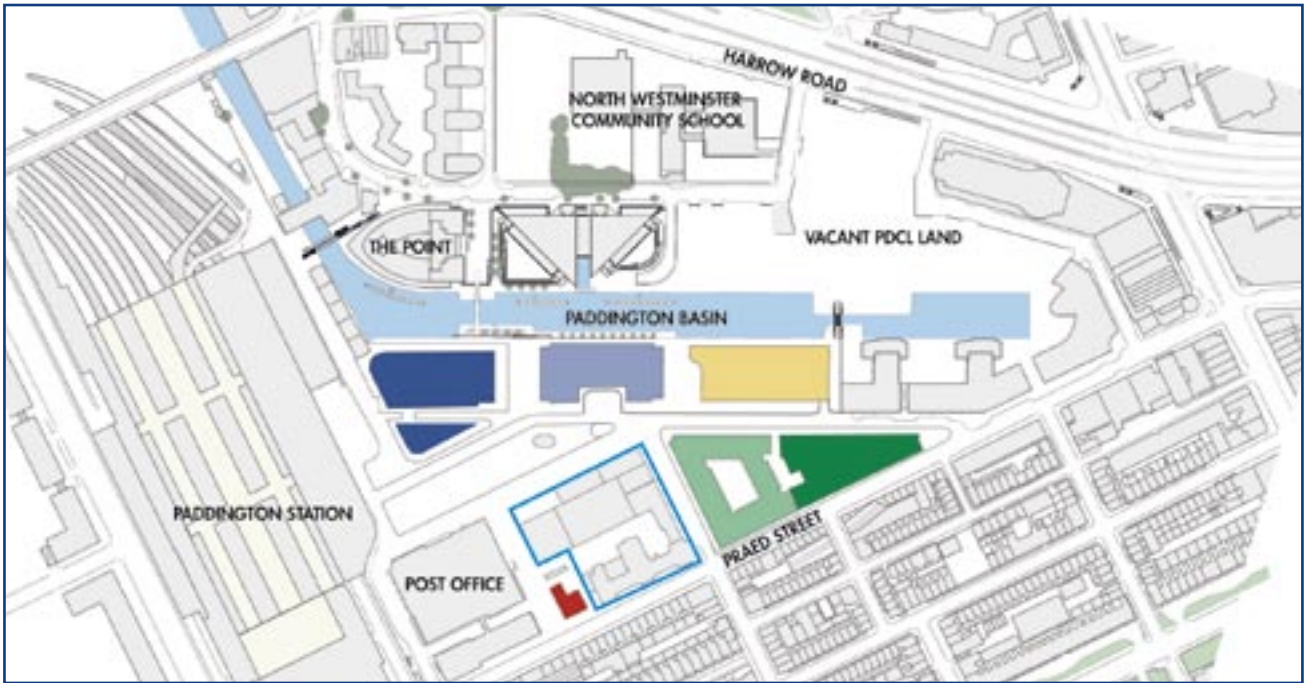 HARROW ROAD
NORTH WESTMINSTER
COMMUNITY SCHOOL
THE POINT
VACANT PDCL LAND
PADDINGTON BASIN
PADDINGTON STATION
PRAED STREET
POST OFFICE